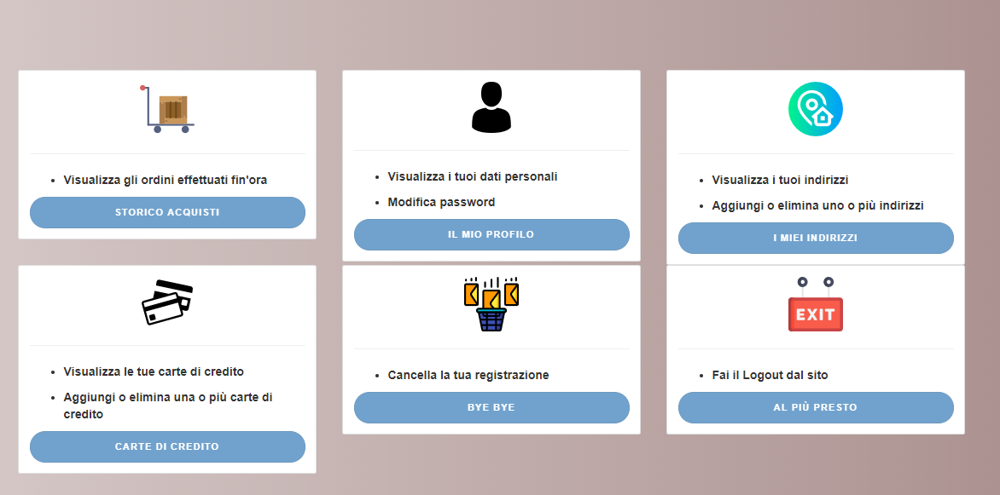 Visualizza gli ordini effettuati fin'ora
STORICO ACQUISTI
Visualizza i tuoi dati personali
Modifica password
IL MIO PROFILO
Visualizza i tuoi indirizzi
Aggiungi o elimina uno o più indirizzi
I MIEI INDIRIZZI
Visualizza le tue carte di credito
Aggiungi o elimina una o più carte di
credito
CARTE DI CREDITO
Cancella la tua registrazione
BYE BYE
EXIT
Fai il Logout dal sito
AL PIÙ PRESTO